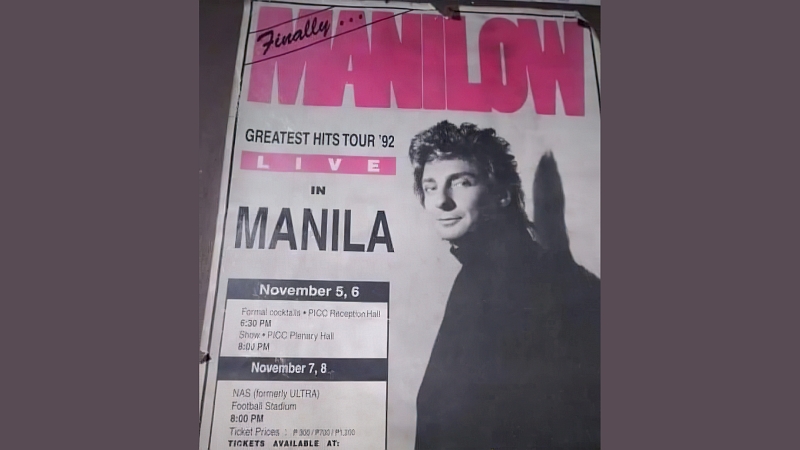 Finally...
MANILOW
GREATEST HITS TOUR '92
LIVE
IN
MANILA
November 5, 6
Formal cocktails • PICC Reception Hall
6:30 PM
Show • PICC Plenary Hall
8:00 PM
November 7, 8
NAS (formerly ULTRA)
Football Stadium
8:00 PM
Ticket Prices : ₱300/₱700/₱1,200
TICKETS AVAILABLE AT: